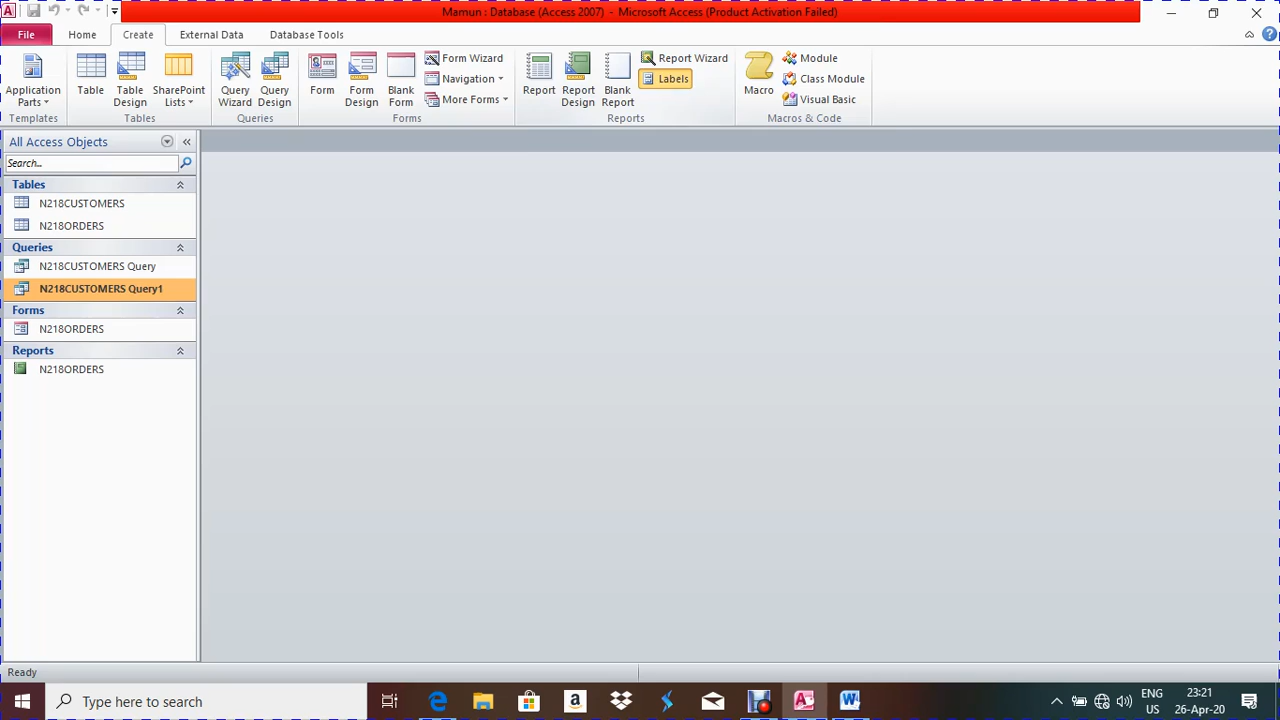 Mamun : Database (Access 2007) - Microsoft Access (Product Activation Failed)
File Home Create External Data Database Tools
Application Parts
Table
Table Design
SharePoint Lists
Query Wizard
Query Design
Form
Form Design
Blank Form
Form Wizard
Navigation
More Forms
Report
Report Design
Blank Report
Report Wizard
Labels
Macro
Module
Class Module
Visual Basic
Templates Tables Queries Forms Reports Macros & Code
All Access Objects
Search...
Tables
N218CUSTOMERS
N218ORDERS
Queries
N218CUSTOMERS Query
N218CUSTOMERS Query1
Forms
N218ORDERS
Reports
N218ORDERS
Ready
Type here to search
ENG
US
23:21
26-Apr-20